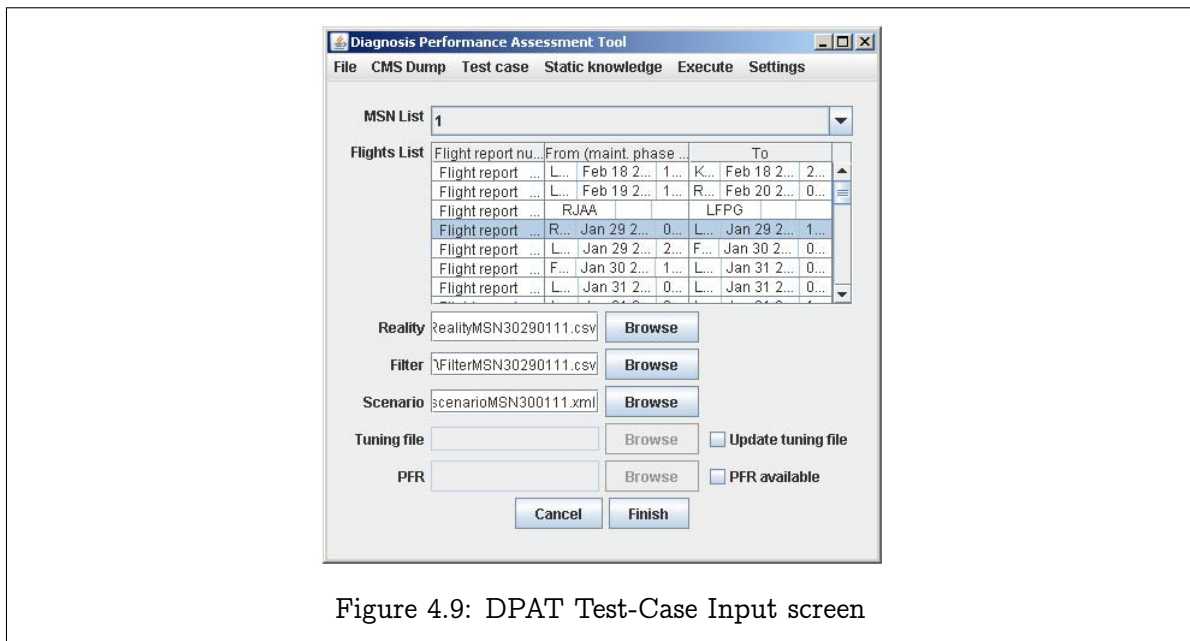 Diagnosis Performance Assessment Tool
File CMS Dump Test case Static knowledge Execute Settings
MSN List 1
Flights List Flight report nu... From (maint. phase ... To
Flight report ... L... Feb 18 2... 1... K... Feb 18 2... 2...
Flight report ... L... Feb 19 2... 1... R... Feb 20 2... 0...
Flight report ... RJAA LFPG
Flight report ... R... Jan 29 2... 0... L... Jan 29 2... 1...
Flight report ... L... Jan 29 2... 2... F... Jan 30 2... 0...
Flight report ... F... Jan 30 2... 1... L... Jan 31 2... 0...
Flight report ... L... Jan 31 2... 0... L... Jan 31 2... 0...
Reality RealityMSN30290111.csv Browse
Filter \FilterMSN30290111.csv Browse
Scenario scenarioMSN300111.xml Browse
Tuning file Browse Update tuning file
PFR Browse PFR available
Cancel Finish
Figure 4.9: DPAT Test-Case Input screen